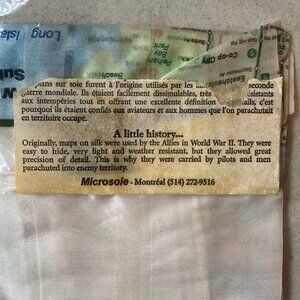 Long Isla
Pelham
Bay
Co-op City
Eastchester
plans sur soie furent à l'origine utilisés par les seconde
guerre mondiale. Ils étaient facilement dissimulables, très sistants
aux intempéries tout en offrant une excellente définition ails; c'est
pourquoi ils étaient confiés aux aviateurs et aux hommes que l'on parachutait
en territoire occupé.
A little history...
Originally, maps on silk were used by the Allies in World War II. They were
easy to hide, very light and weather resistant, but they allowed great
precision of detail. This is why they were carried by pilots and men
parachuted into enemy territory.
Microsoie - Montréal (514) 272-9516